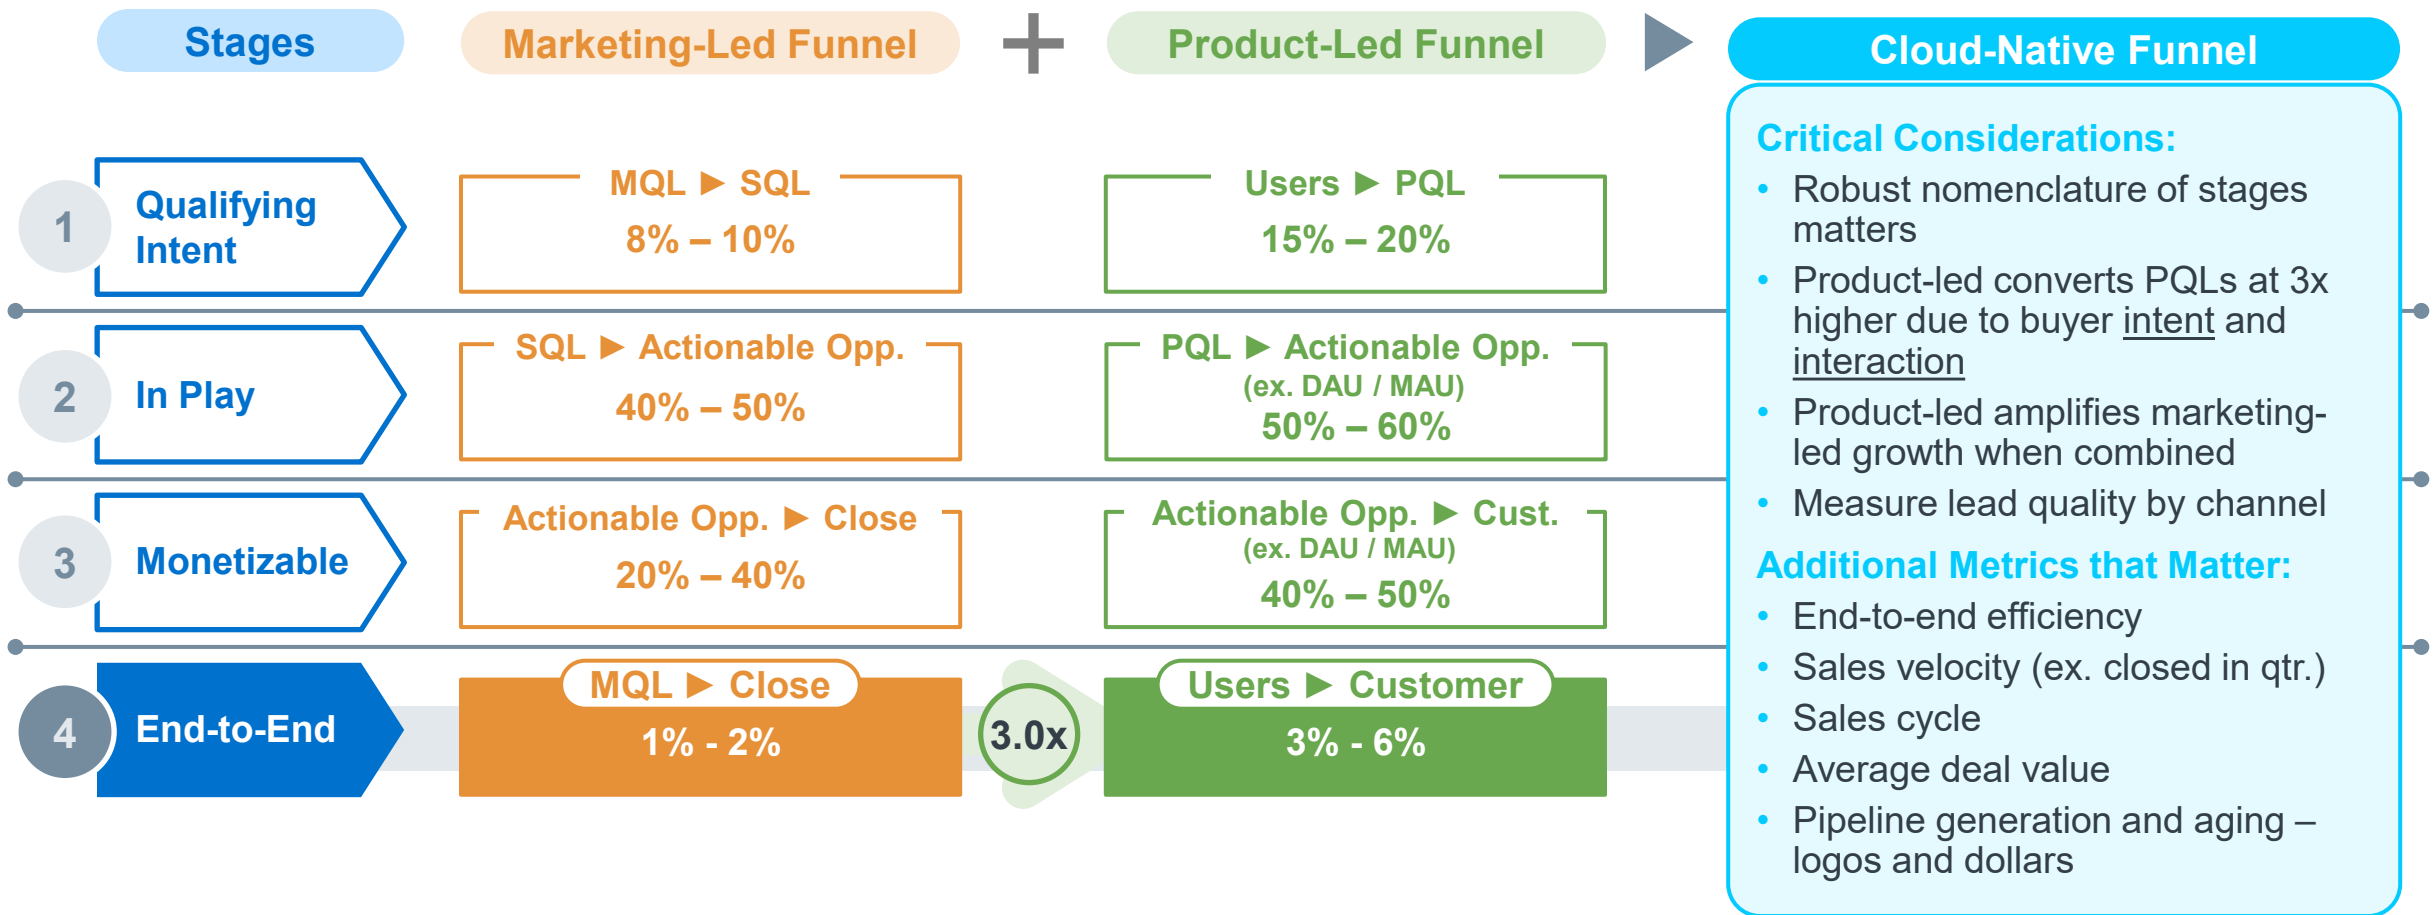 Stages
Marketing-Led Funnel
+
Product-Led Funnel
Cloud-Native Funnel
1
Qualifying
Intent
MQL ► SQL
8% – 10%
Users ► PQL
15% – 20%
2
In Play
SQL ► Actionable Opp.
40% – 50%
PQL ► Actionable Opp.
(ex. DAU / MAU)
50% – 60%
3
Monetizable
Actionable Opp. ► Close
20% – 40%
Actionable Opp. ► Cust.
(ex. DAU / MAU)
40% – 50%
4
End-to-End
MQL ► Close
1% - 2%
3.0x
Users ► Customer
3% - 6%
Critical Considerations:
• Robust nomenclature of stages
matters
• Product-led converts PQLs at 3x
higher due to buyer intent and
interaction
• Product-led amplifies marketing-
led growth when combined
• Measure lead quality by channel
Additional Metrics that Matter:
• End-to-end efficiency
• Sales velocity (ex. closed in qtr.)
• Sales cycle
• Average deal value
• Pipeline generation and aging –
logos and dollars